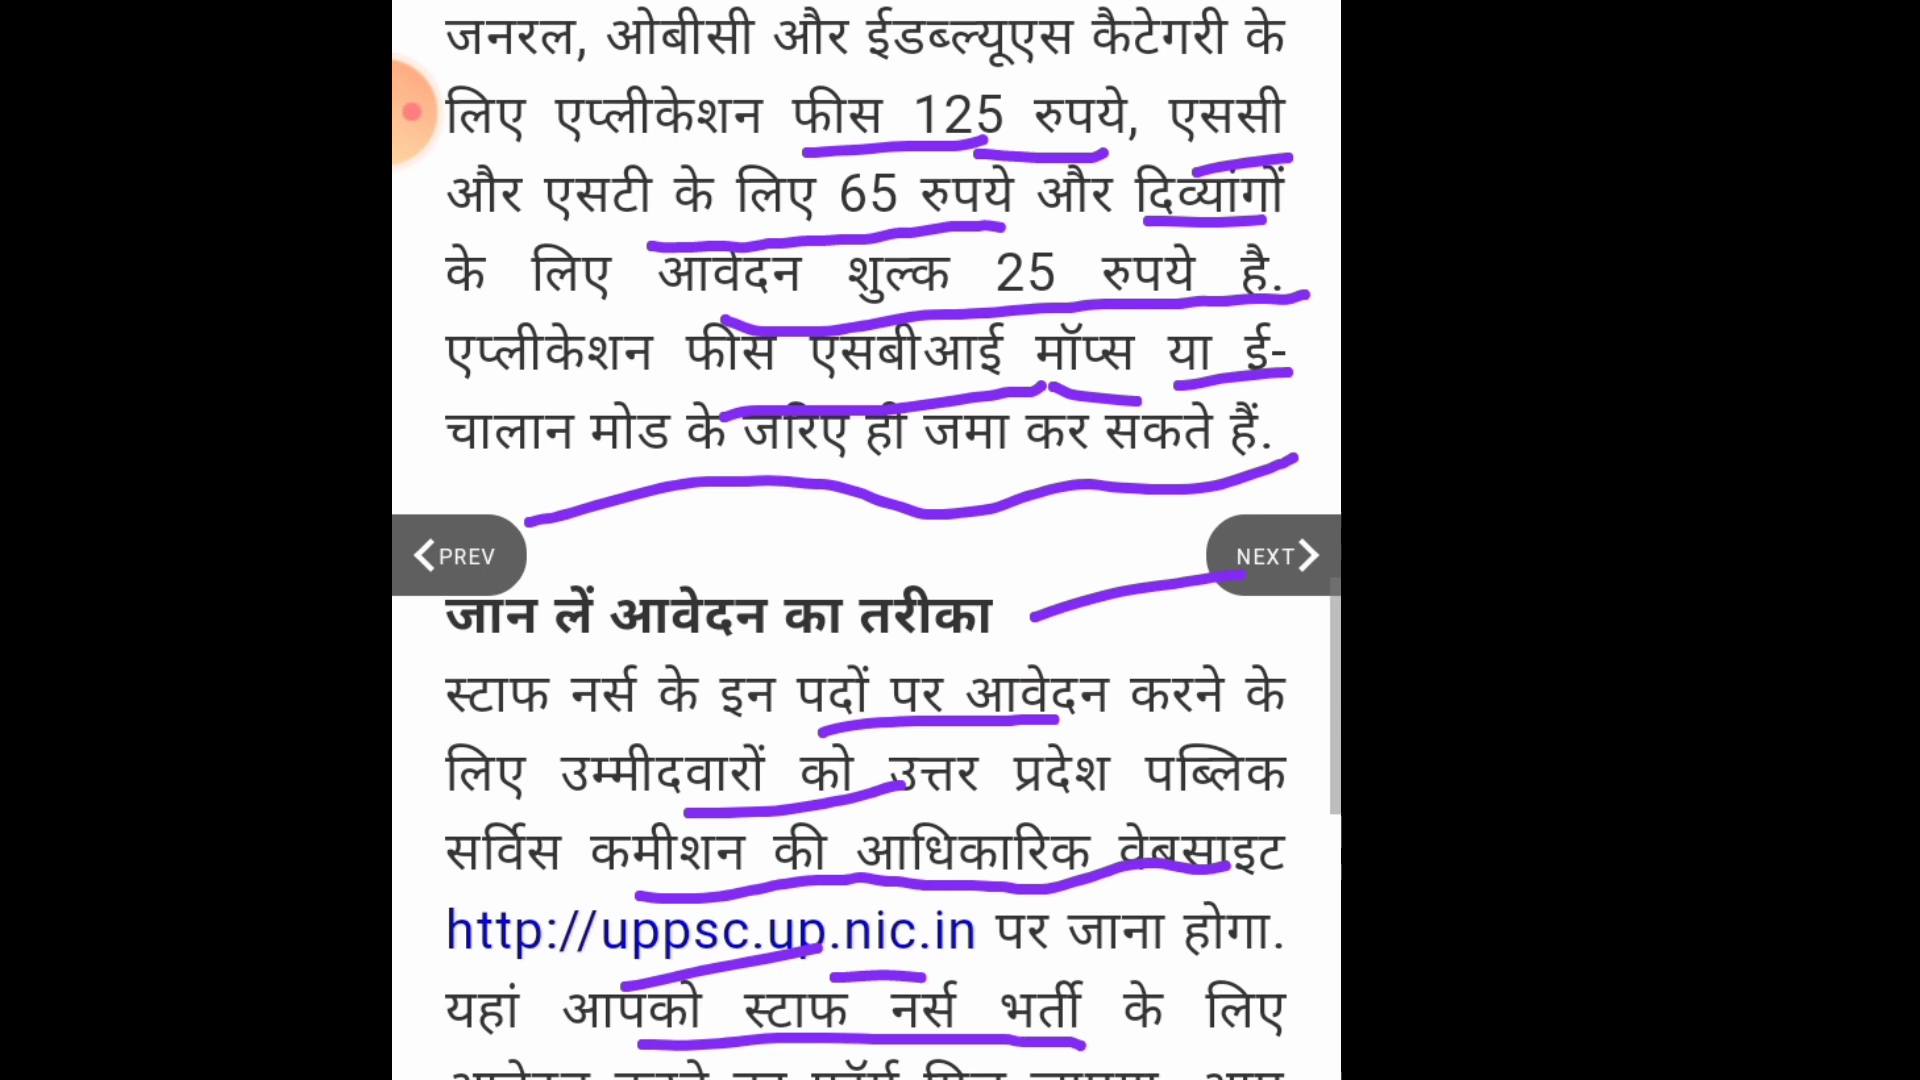 जनरल, ओबीसी और ईडब्ल्यूएस कैटेगरी के
लिए एप्लीकेशन फीस 125 रुपये, एससी
और एसटी के लिए 65 रुपये और दिव्यांगों
के लिए आवेदन शुल्क 25 रुपये है.
एप्लीकेशन फीस एसबीआई मॉप्स या ई-
चालान मोड के जरिए ही जमा कर सकते हैं.
PREV
NEXT
जान लें आवेदन का तरीका
स्टाफ नर्स के इन पदों पर आवेदन करने के
लिए उम्मीदवारों को उत्तर प्रदेश पब्लिक
सर्विस कमीशन की आधिकारिक वेबसाइट
http://uppsc.up.nic.in पर जाना होगा.
यहां आपको स्टाफ नर्स भर्ती के लिए